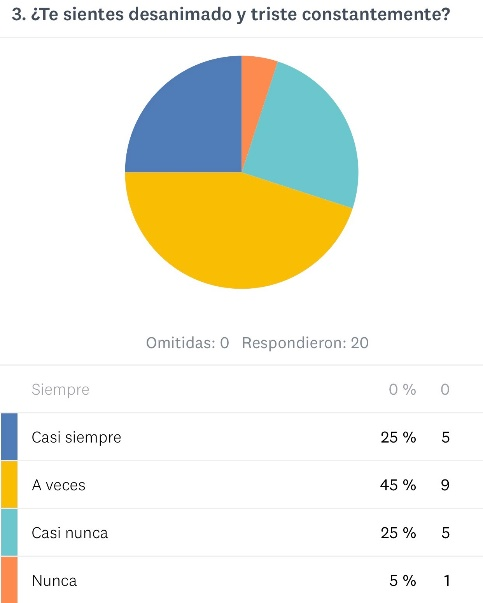 3. ¿Te sientes desanimado y triste constantemente?
Omitidas: 0 Respondieron: 20
Siempre 0 % 0
Casi siempre 25 % 5
A veces 45 % 9
Casi nunca 25 % 5
Nunca 5 % 1